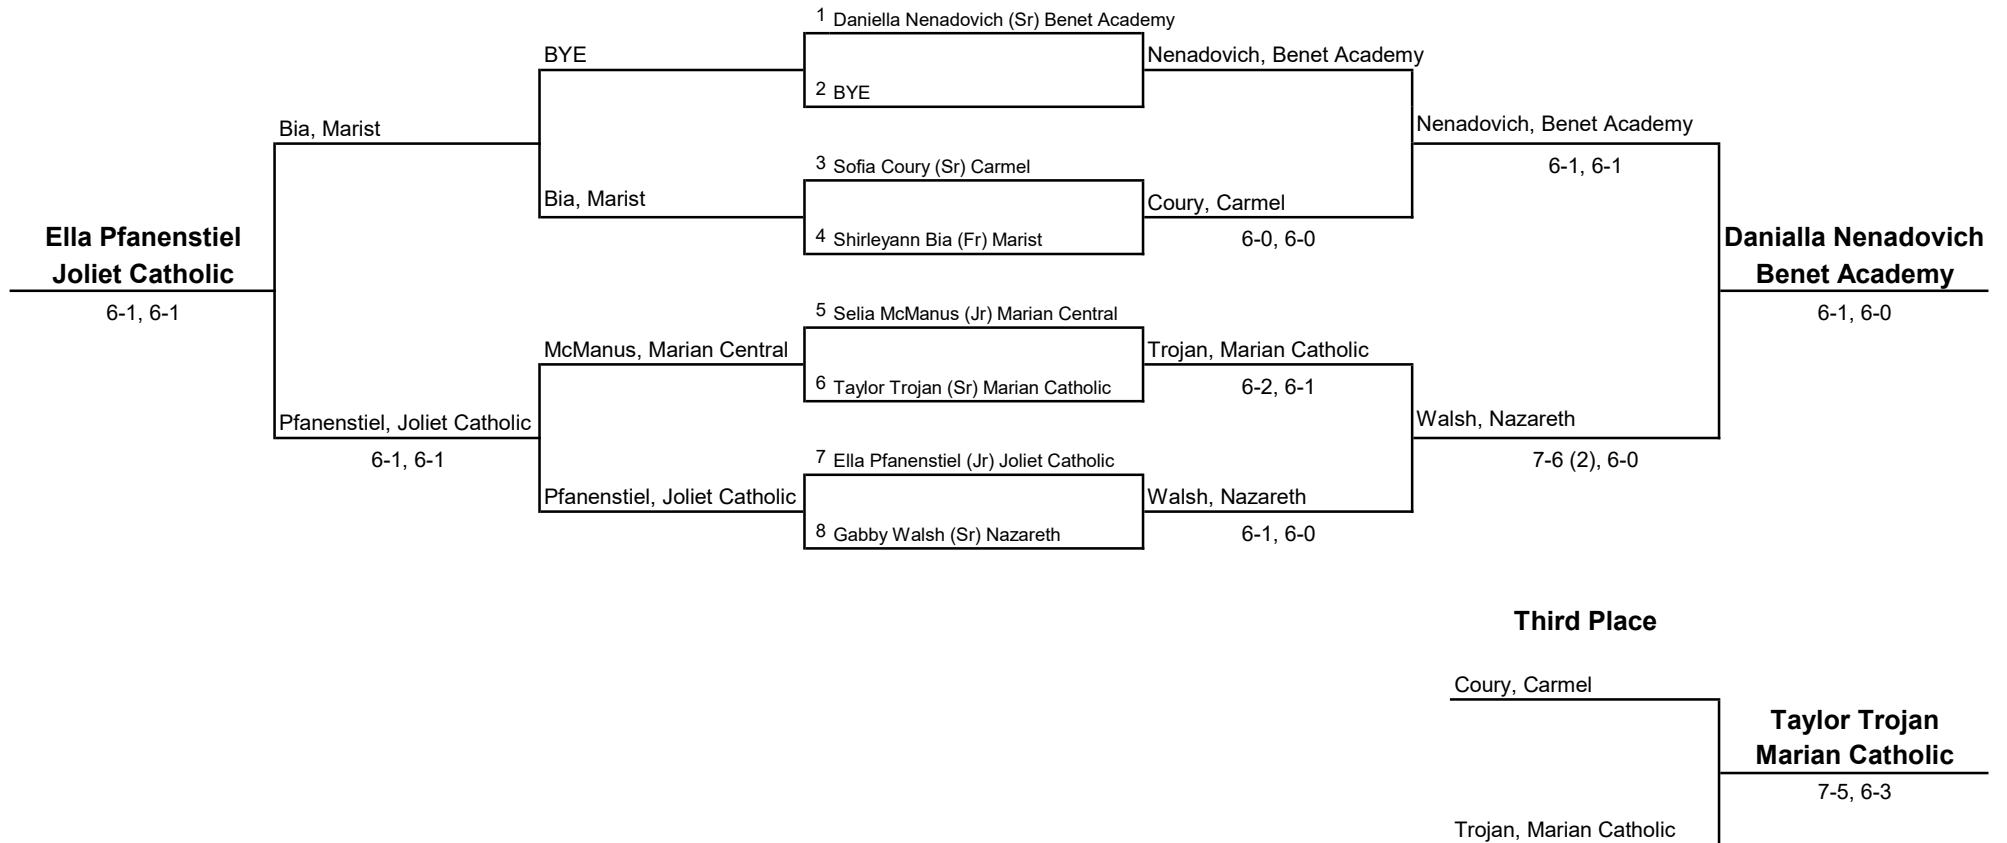 1 Daniella Nenadovich (Sr) Benet Academy
BYE
Nenadovich, Benet Academy
2 BYE
Bia, Marist
Nenadovich, Benet Academy
3 Sofia Coury (Sr) Carmel
6-1, 6-1
Bia, Marist
Coury, Carmel
4 Shirleyann Bia (Fr) Marist
6-0, 6-0
Ella Pfanenstiel
Joliet Catholic
6-1, 6-1
Danialla Nenadovich
Benet Academy
6-1, 6-0
5 Selia McManus (Jr) Marian Central
McManus, Marian Central
Trojan, Marian Catholic
6 Taylor Trojan (Sr) Marian Catholic
6-2, 6-1
Pfanenstiel, Joliet Catholic
6-1, 6-1
Walsh, Nazareth
7-6 (2), 6-0
7 Ella Pfanenstiel (Jr) Joliet Catholic
Pfanenstiel, Joliet Catholic
Walsh, Nazareth
8 Gabby Walsh (Sr) Nazareth
6-1, 6-0
Third Place
Coury, Carmel
Taylor Trojan
Marian Catholic
7-5, 6-3
Trojan, Marian Catholic